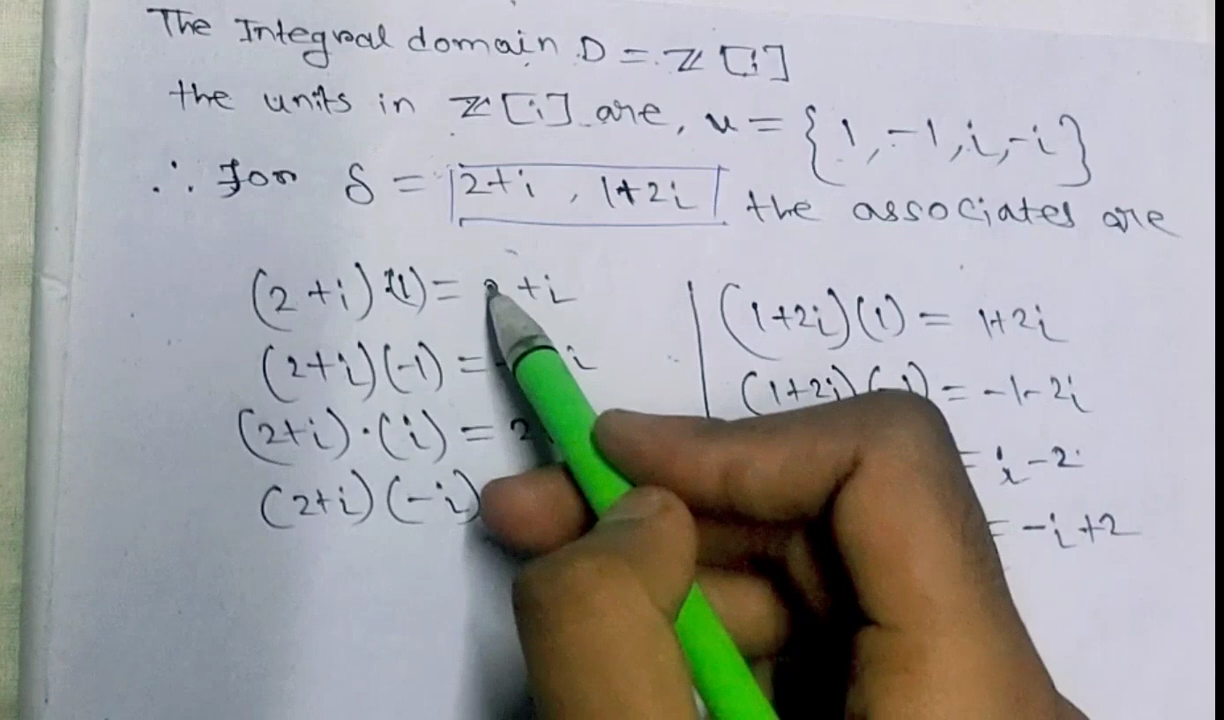 The Integral domain D = ℤ[i]
the units in ℤ[i] are, u = {1, -1, i, -i}
∴ for δ = 2+i , 1+2i the associates are
(2+i)(1) = +i
(2+i)(-1) = i
(2+i)·(i) = 2
(2+i)(-i)
(1+2i)(1) = 1+2i
(1+2i)(-1) = -1-2i
= i-2
= -i+2